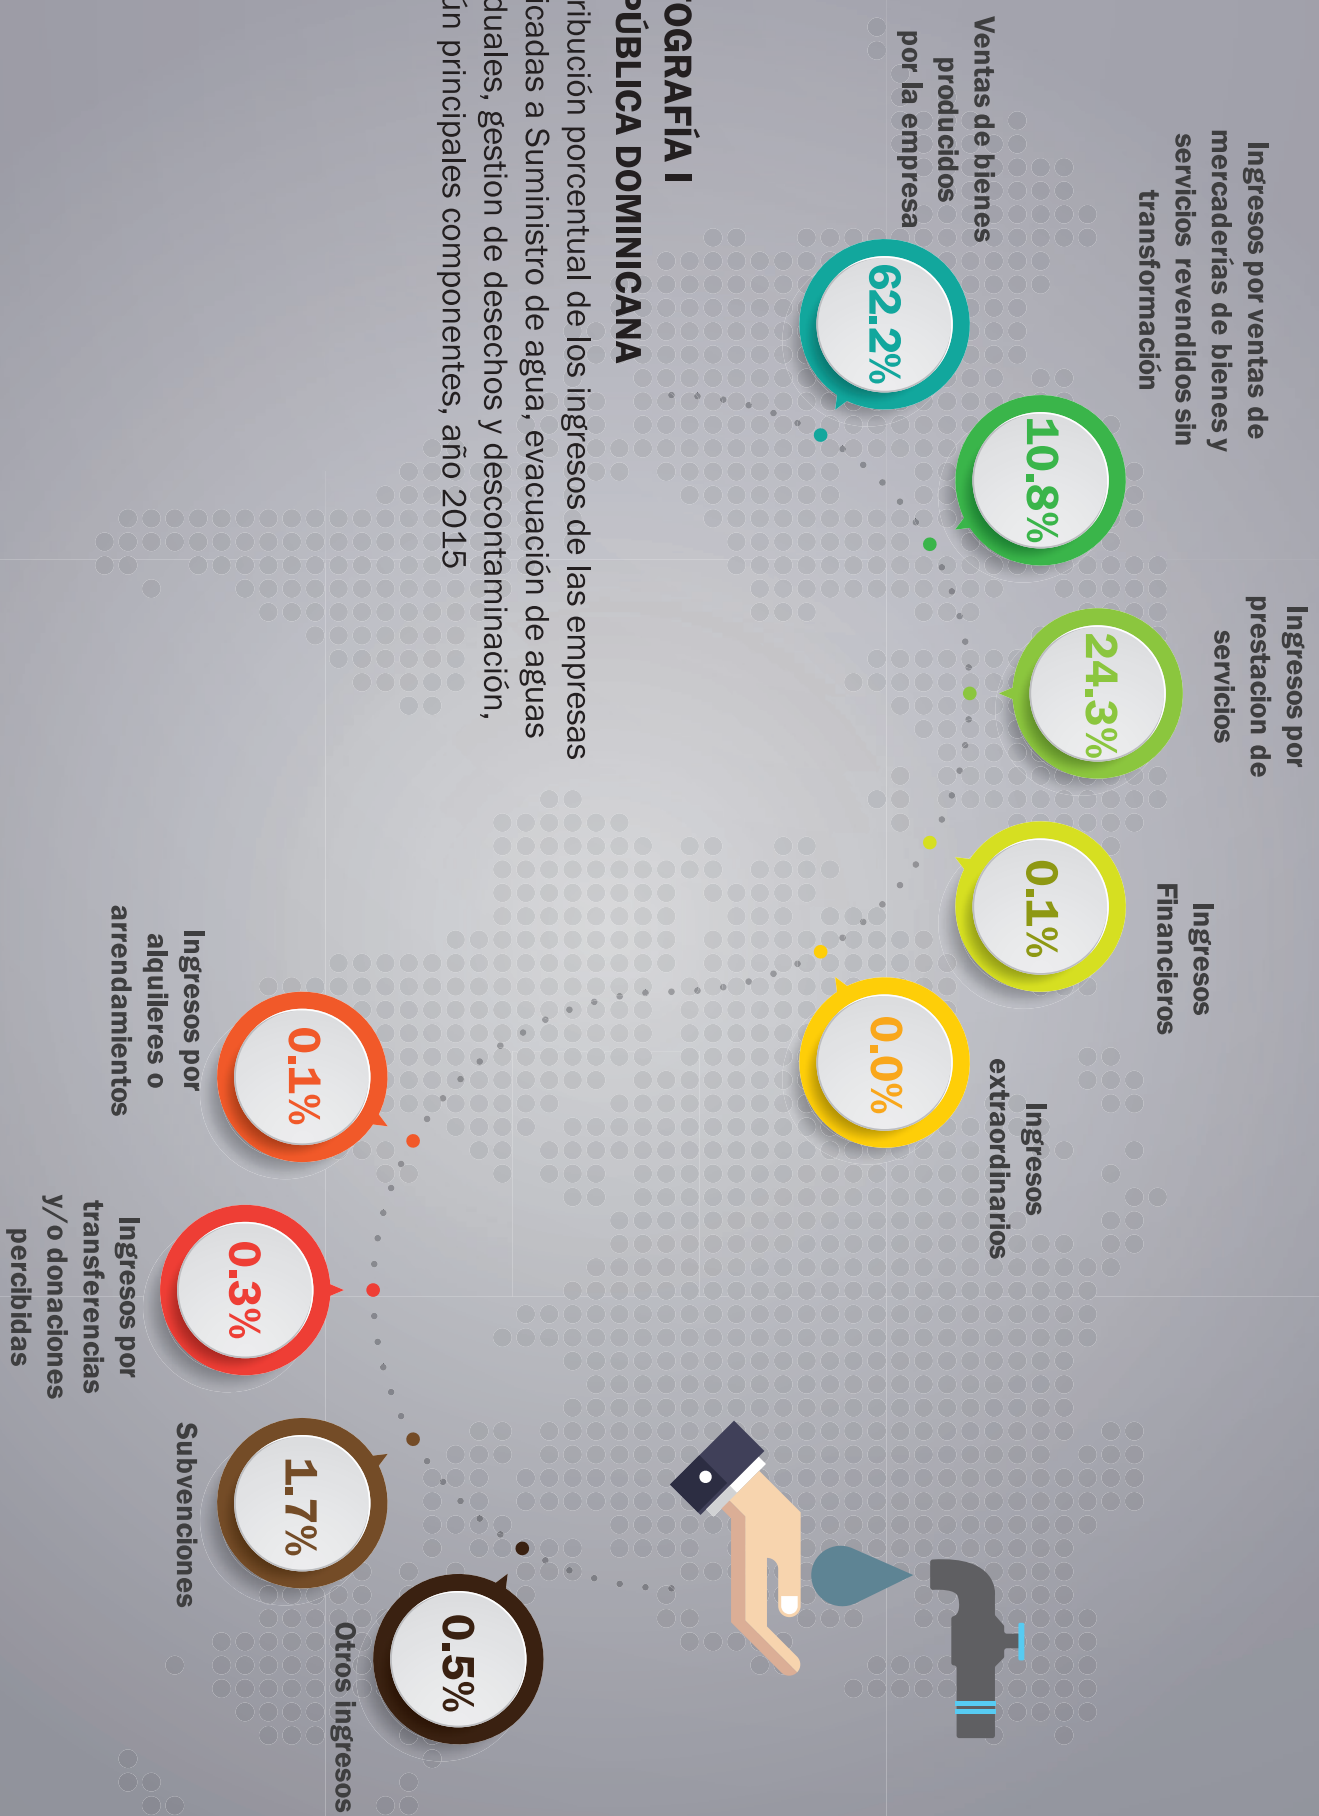 OGRAFÍA I
PÚBLICA DOMINICANA
ribución porcentual de los ingresos de las empresas
icadas a Suministro de agua, evacuación de aguas
duales, gestion de desechos y descontaminación,
ún principales componentes, año 2015
Ventas de bienes
producidos
por la empresa
62.2%
Ingresos por ventas de
mercaderías de bienes y
servicios revendidos sin
transformación
10.8%
Ingresos por
prestacion de
servicios
24.3%
Ingresos
Financieros
0.1%
Ingresos
extraordinarios
0.0%
0.1%
Ingresos por
alquileres o
arrendamientos
0.3%
Ingresos por
transferencias
y/o donaciones
percibidas
1.7%
Subvenciones
0.5%
Otros ingresos